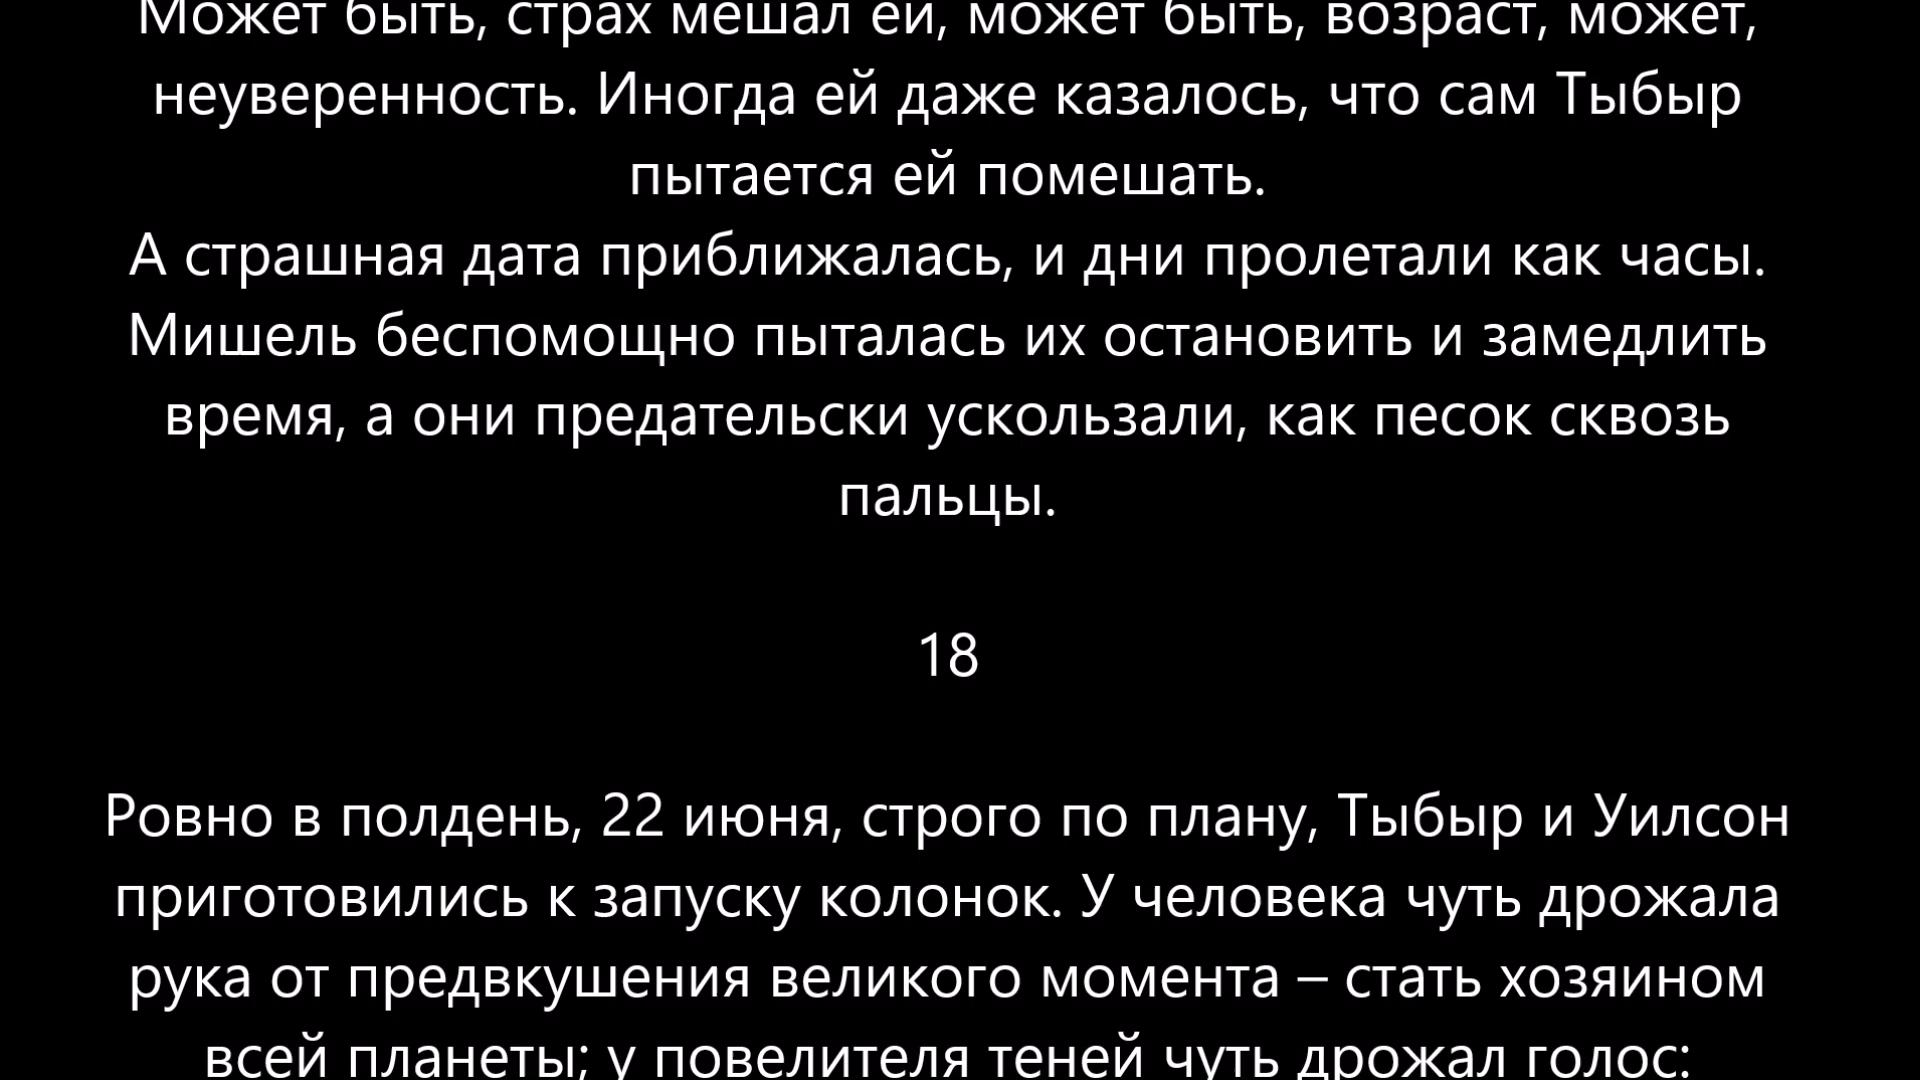 Может быть, страх мешал ей, может быть, возраст, может,
неуверенность. Иногда ей даже казалось, что сам Тыбыр
пытается ей помешать.
А страшная дата приближалась, и дни пролетали как часы.
Мишель беспомощно пыталась их остановить и замедлить
время, а они предательски ускользали, как песок сквозь
пальцы.
18
Ровно в полдень, 22 июня, строго по плану, Тыбыр и Уилсон
приготовились к запуску колонок. У человека чуть дрожала
рука от предвкушения великого момента – стать хозяином
всей планеты; у повелителя теней чуть дрожал голос: